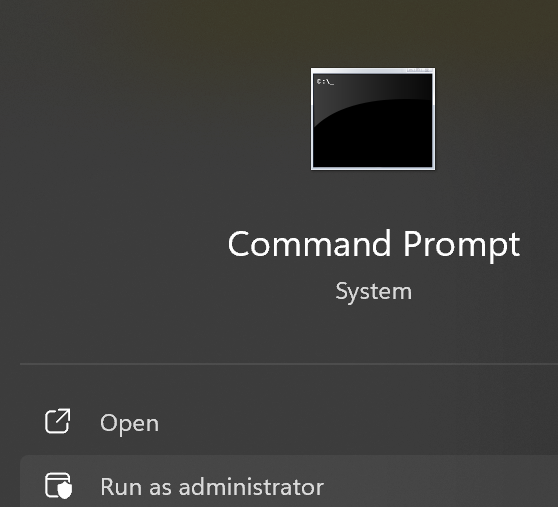 C:\_
Command Prompt
System
Open
Run as administrator